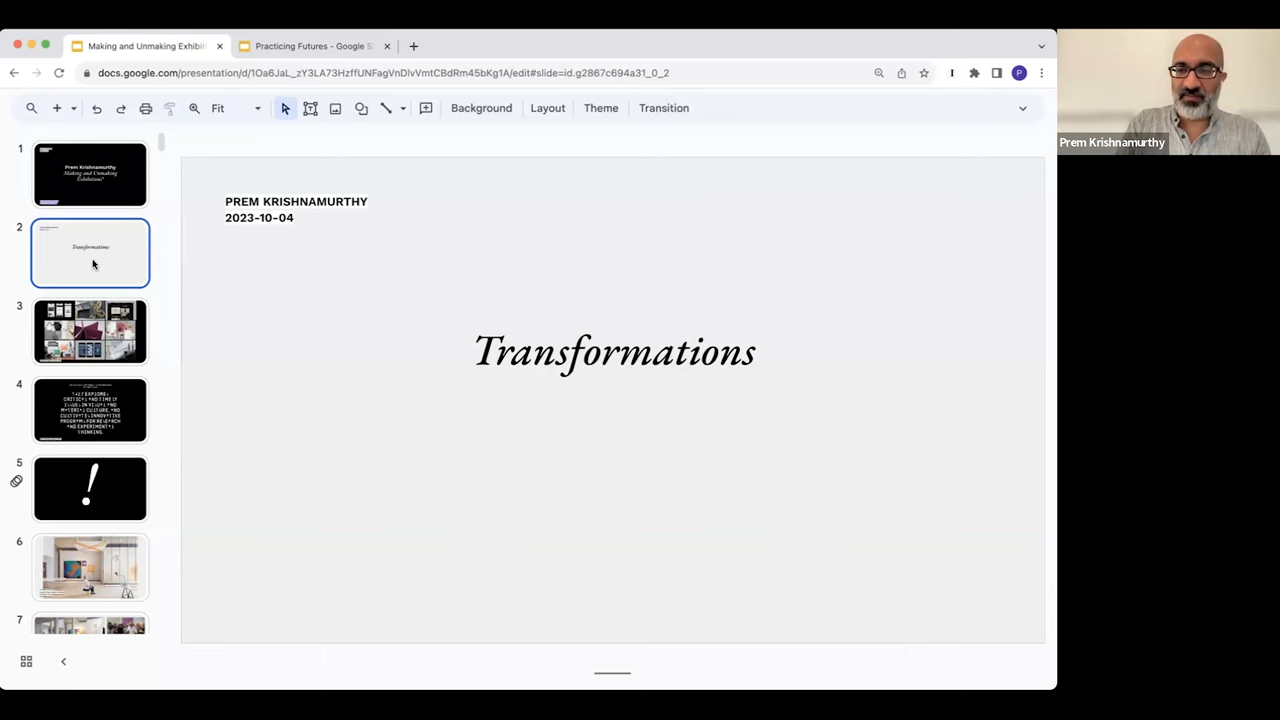 Making and Unmaking Exhibit
Practicing Futures - Google S
docs.google.com/presentation/d/1Oa6JaL_zY3LA73HzffUNFagVnDlvVmtCBdRm45bKg1A/edit#slide=id.g2867c694a31_0_2
P
Fit
Background
Layout
Theme
Transition
1
Prem Krishnamurthy
Making and Unmaking
Exhibitions*
2
Transformations
3
4
5
!
6
7
PREM KRISHNAMURTHY
2023-10-04
Transformations
Prem Krishnamurthy